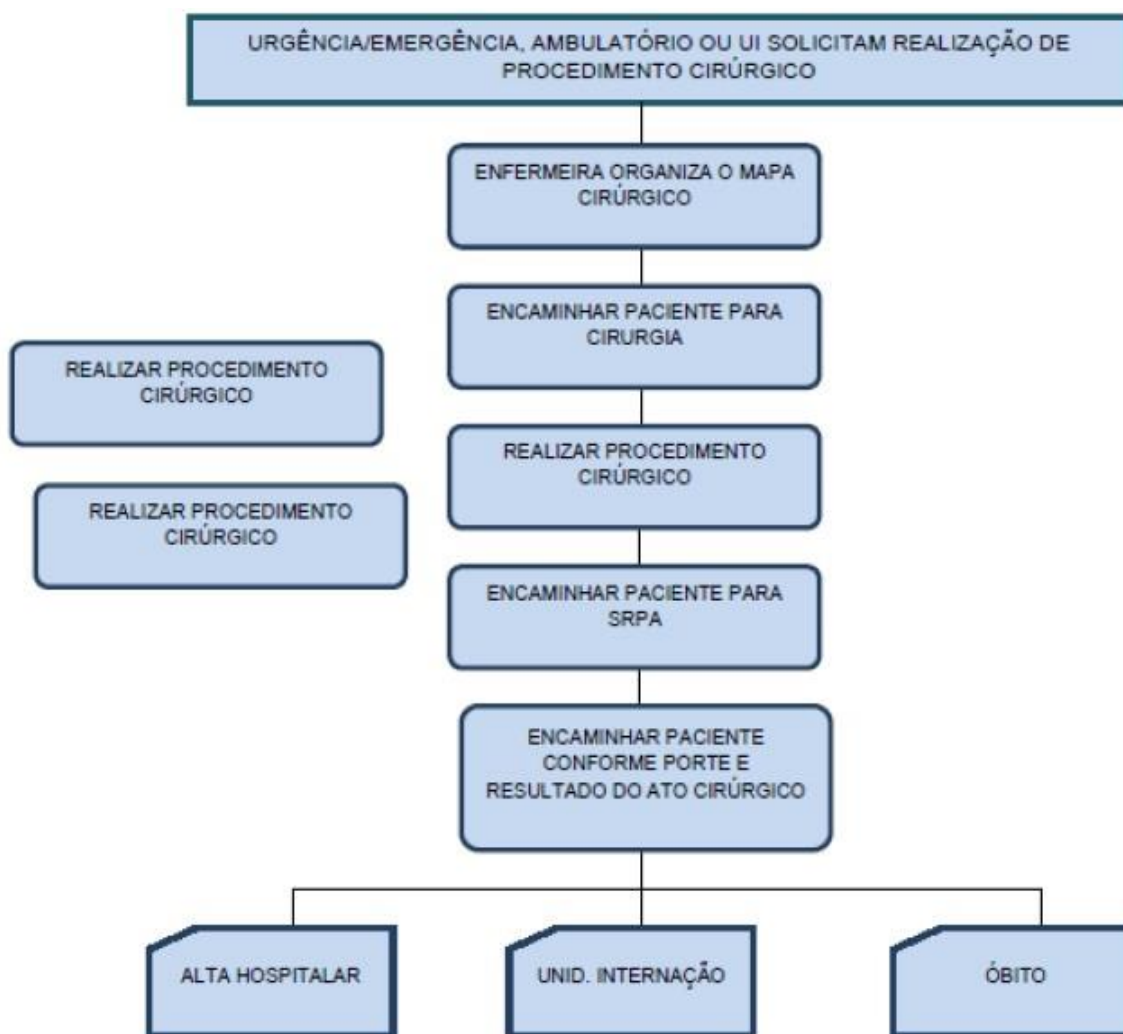 URGÊNCIA/EMERGÊNCIA, AMBULATÓRIO OU UI SOLICITAM REALIZAÇÃO DE
PROCEDIMENTO CIRÚRGICO
ENFERMEIRA ORGANIZA O MAPA
CIRÚRGICO
ENCAMINHAR PACIENTE PARA
CIRURGIA
REALIZAR PROCEDIMENTO
CIRÚRGICO
REALIZAR PROCEDIMENTO
CIRÚRGICO
REALIZAR PROCEDIMENTO
CIRÚRGICO
ENCAMINHAR PACIENTE PARA
SRPA
ENCAMINHAR PACIENTE
CONFORME PORTE E
RESULTADO DO ATO CIRÚRGICO
ALTA HOSPITALAR
UNID. INTERNAÇÃO
ÓBITO